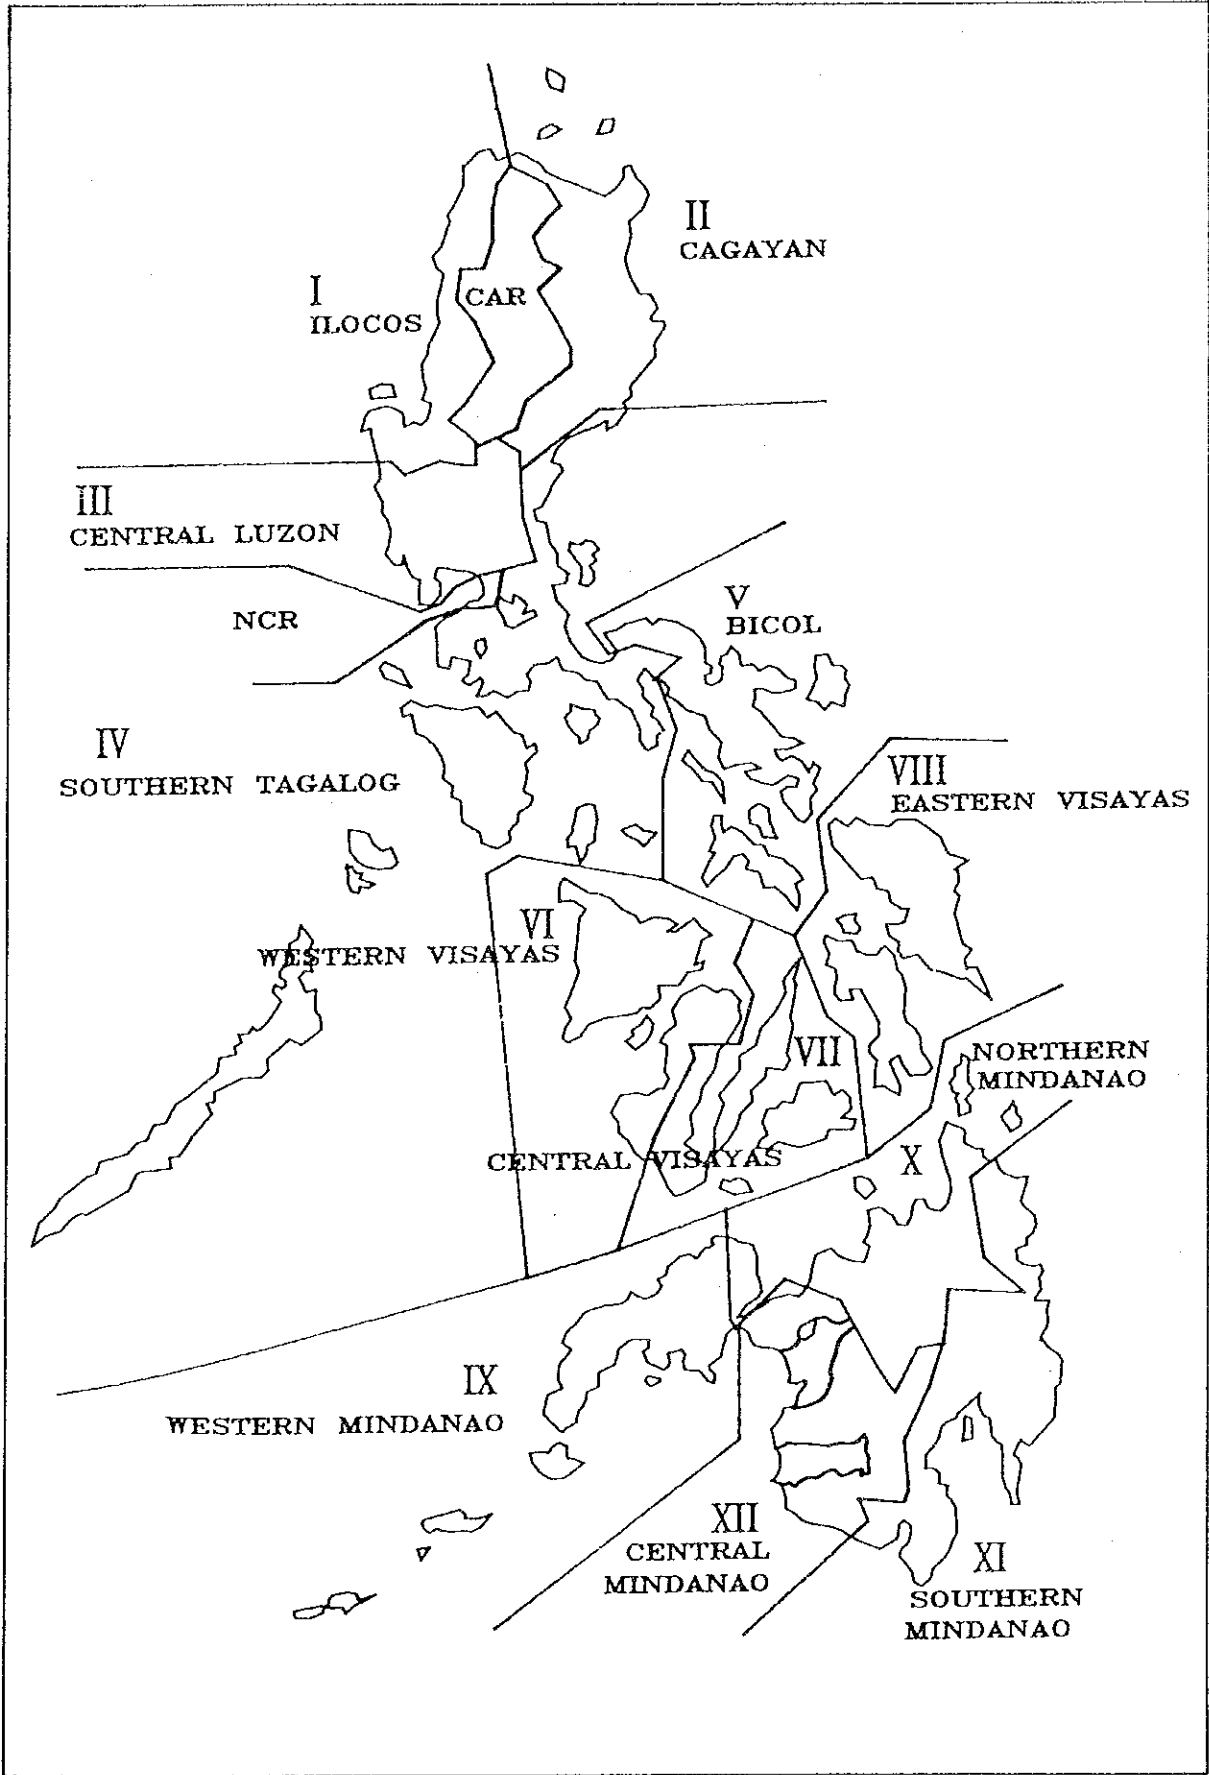 II
CAGAYAN
I
ILOCOS
CAR
III
CENTRAL LUZON
NCR
V
BICOL
IV
SOUTHERN TAGALOG
VIII
EASTERN VISAYAS
VI
WESTERN VISAYAS
VII
CENTRAL VISAYAS
NORTHERN
MINDANAO
X
IX
WESTERN MINDANAO
XII
CENTRAL
MINDANAO
XI
SOUTHERN
MINDANAO